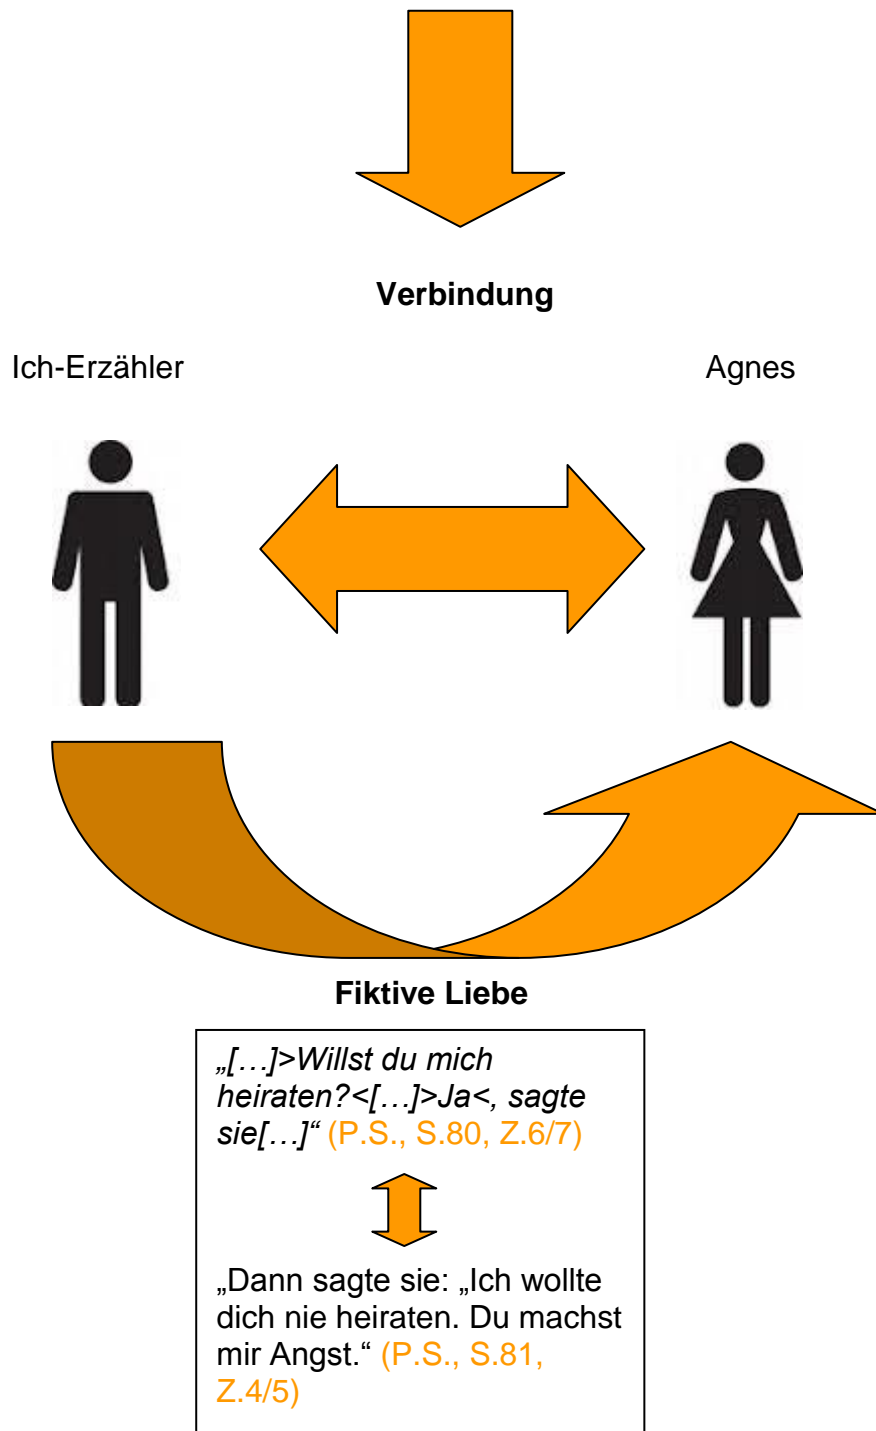 Verbindung
Ich-Erzähler
Agnes
Fiktive Liebe
„[…]>Willst du mich
heiraten?<[…]>Ja<, sagte
sie[…]“ (P.S., S.80, Z.6/7)
„Dann sagte sie: „Ich wollte
dich nie heiraten. Du machst
mir Angst.“ (P.S., S.81,
Z.4/5)